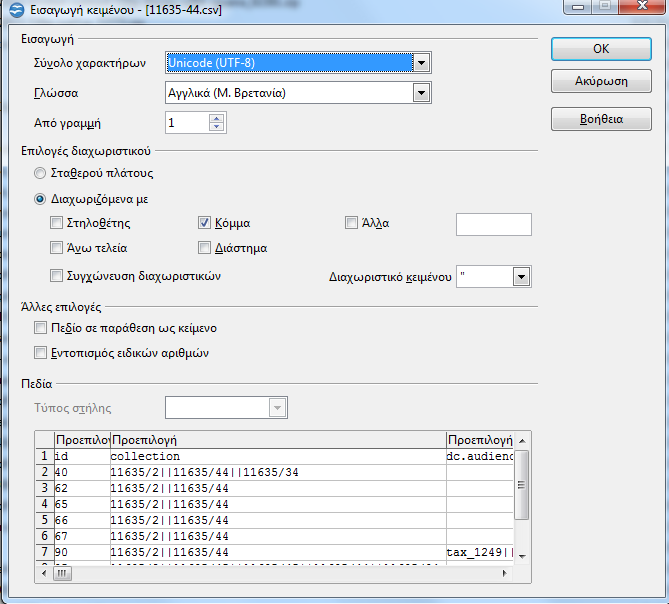 Εισαγωγή κειμένου - [11635-44.csv]
Εισαγωγή
Σύνολο χαρακτήρων Unicode (UTF-8)
Γλώσσα Αγγλικά (Μ. Βρετανία)
Από γραμμή 1
OK
Ακύρωση
Βοήθεια
Επιλογές διαχωριστικού
Σταθερού πλάτους
Διαχωριζόμενα με
Στηλοθέτης Κόμμα Άλλα
Άνω τελεία Διάστημα
Συγχώνευση διαχωριστικών Διαχωριστικό κειμένου "
Άλλες επιλογές
Πεδίο σε παράθεση ως κείμενο
Εντοπισμός ειδικών αριθμών
Πεδία
Τύπος στήλης
Προεπιλογ Προεπιλογή Προεπιλογή
1 id collection dc.audienc
2 40 11635/2||11635/44||11635/34
3 62 11635/2||11635/44
4 65 11635/2||11635/44
5 66 11635/2||11635/44
6 67 11635/2||11635/44
7 90 11635/2||11635/44 tax_1249||